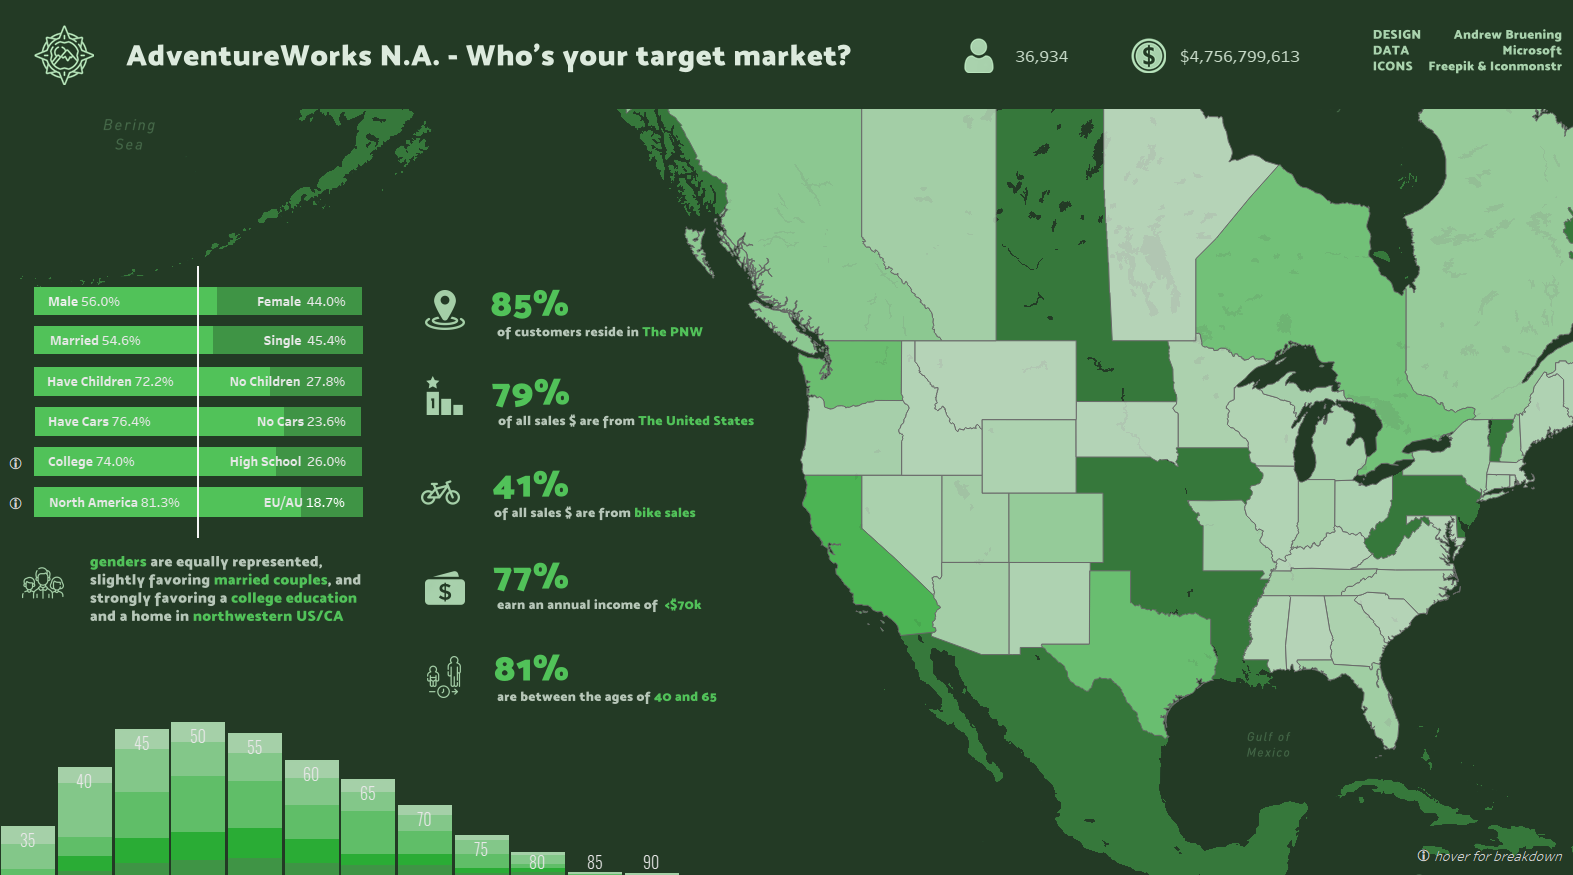 AdventureWorks N.A. - Who's your target market?
36,934
$4,756,799,613
DESIGN Andrew Bruening
DATA Microsoft
ICONS Freepik & Iconmonstr
Bering
Sea
Male 56.0% Female 44.0%
Married 54.6% Single 45.4%
Have Children 72.2% No Children 27.8%
Have Cars 76.4% No Cars 23.6%
College 74.0% High School 26.0%
North America 81.3% EU/AU 18.7%
genders are equally represented,
slightly favoring married couples, and
strongly favoring a college education
and a home in northwestern US/CA
85%
of customers reside in The PNW
1
79%
of all sales $ are from The United States
41%
of all sales $ are from bike sales
$
77%
earn an annual income of <$70k
81%
are between the ages of 40 and 65
35
40
45
50
55
60
65
70
75
80
85
90
Gulf of
Mexico
hover for breakdown